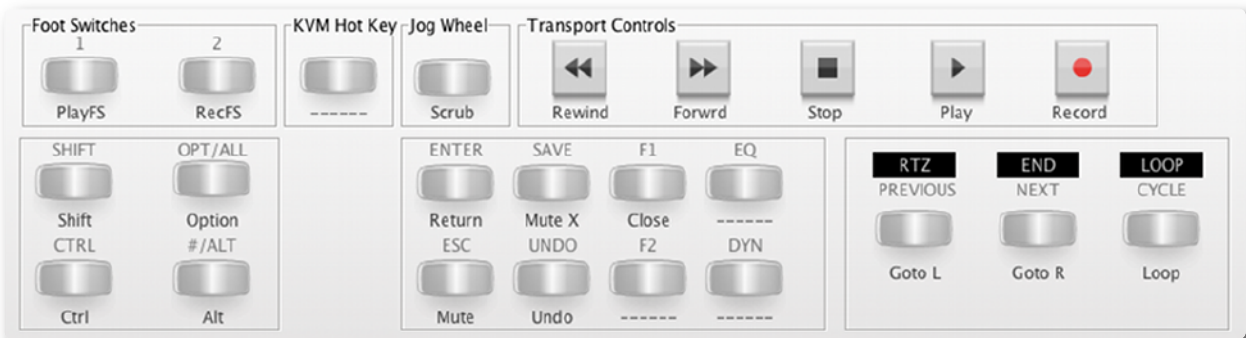 Foot Switches KVM Hot Key Jog Wheel Transport Controls
1 2
PlayFS RecFS ------ Scrub Rewind Forwrd Stop Play Record
SHIFT OPT/ALL ENTER SAVE F1 EQ RTZ END LOOP
PREVIOUS NEXT CYCLE
Shift Option Return Mute X Close ------
CTRL #/ALT ESC UNDO F2 DYN
Goto L Goto R Loop
Ctrl Alt Mute Undo ------ ------